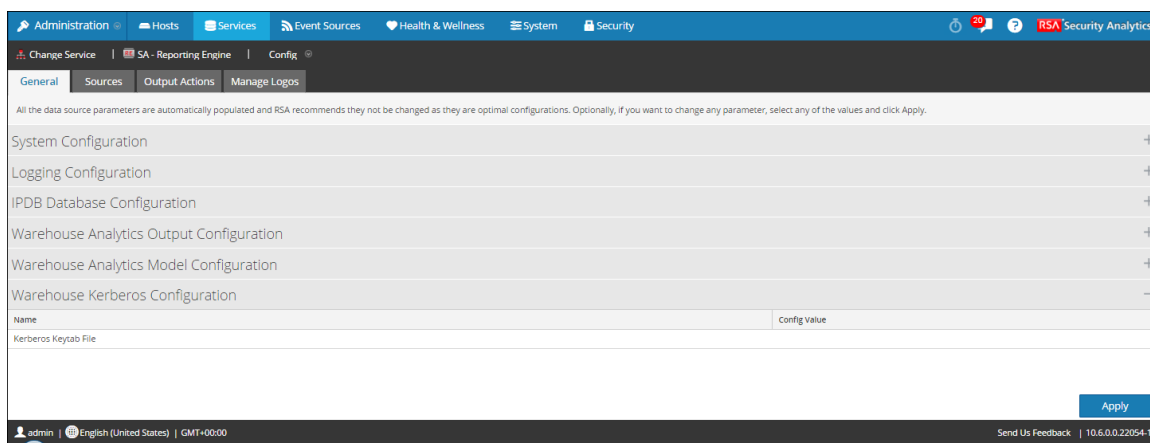 Administration Hosts Services Event Sources Health & Wellness System Security 20 ? RSA Security Analytics
Change Service | SA - Reporting Engine | Config
General Sources Output Actions Manage Logos
All the data source parameters are automatically populated and RSA recommends they not be changed as they are optimal configurations. Optionally, if you want to change any parameter, select any of the values and click Apply.
System Configuration +
Logging Configuration +
IPDB Database Configuration +
Warehouse Analytics Output Configuration +
Warehouse Analytics Model Configuration +
Warehouse Kerberos Configuration −
Name Config Value
Kerberos Keytab File
Apply
admin | English (United States) | GMT+00:00 Send Us Feedback | 10.6.0.0.22054-1